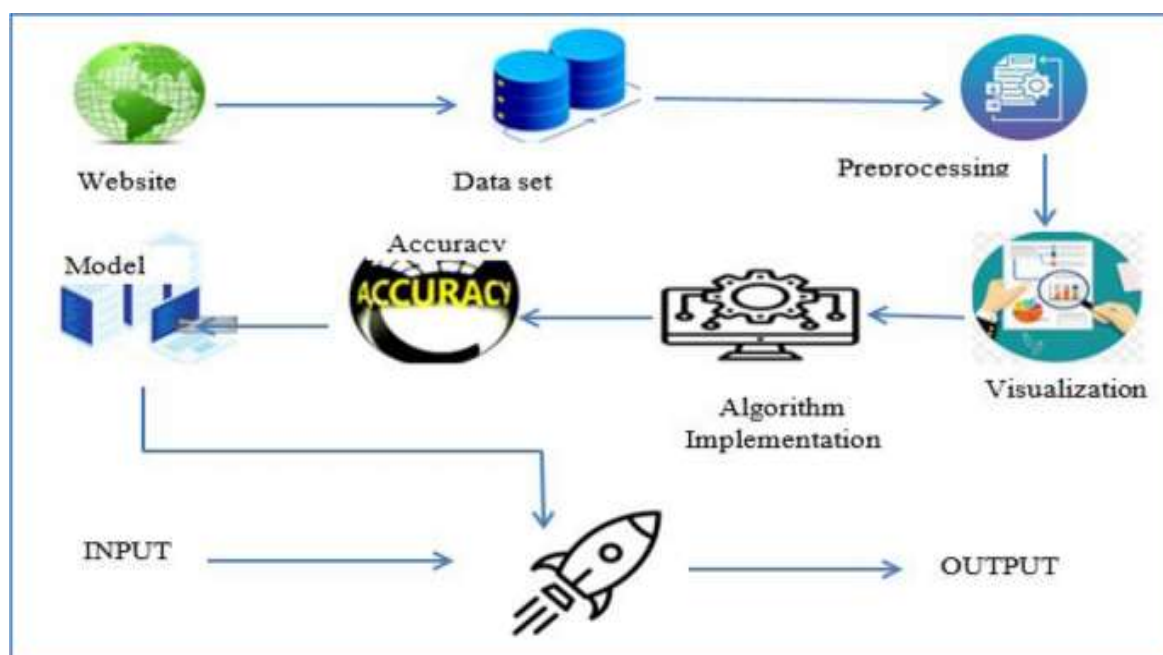 Website
Data set
Preprocessing
Model
Accuracy
ACCURACY
Algorithm
Implementation
Visualization
INPUT
OUTPUT